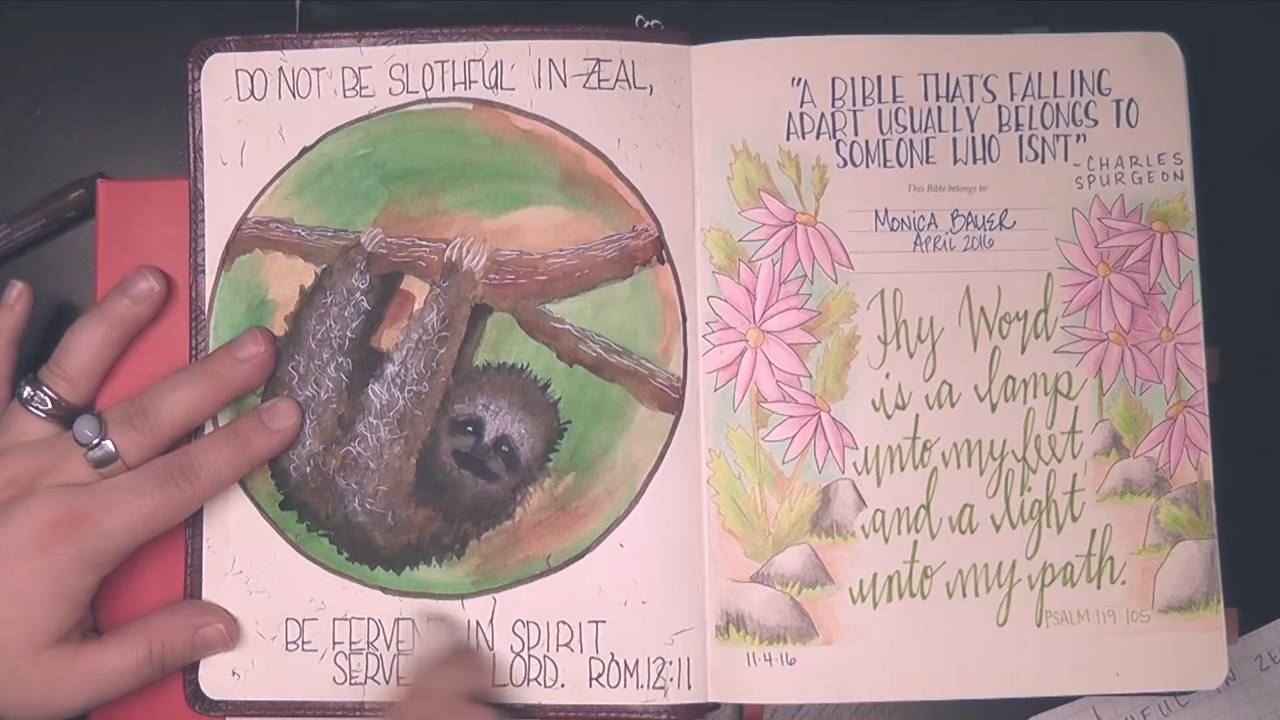 DO NOT BE SLOTHFUL IN ZEAL,
BE FERVEN IN SPIRIT,
SERVE LORD. ROM.12:11
"A BIBLE THAT'S FALLING
APART USUALLY BELONGS TO
SOMEONE WHO ISN'T"
-CHARLES
SPURGEON
This Bible belongs to:
MONICA BAUER
APRIL 2016
Thy Word
is a lamp
unto my feet,
and a light
unto my path.
PSALM 119:105
11·4·16